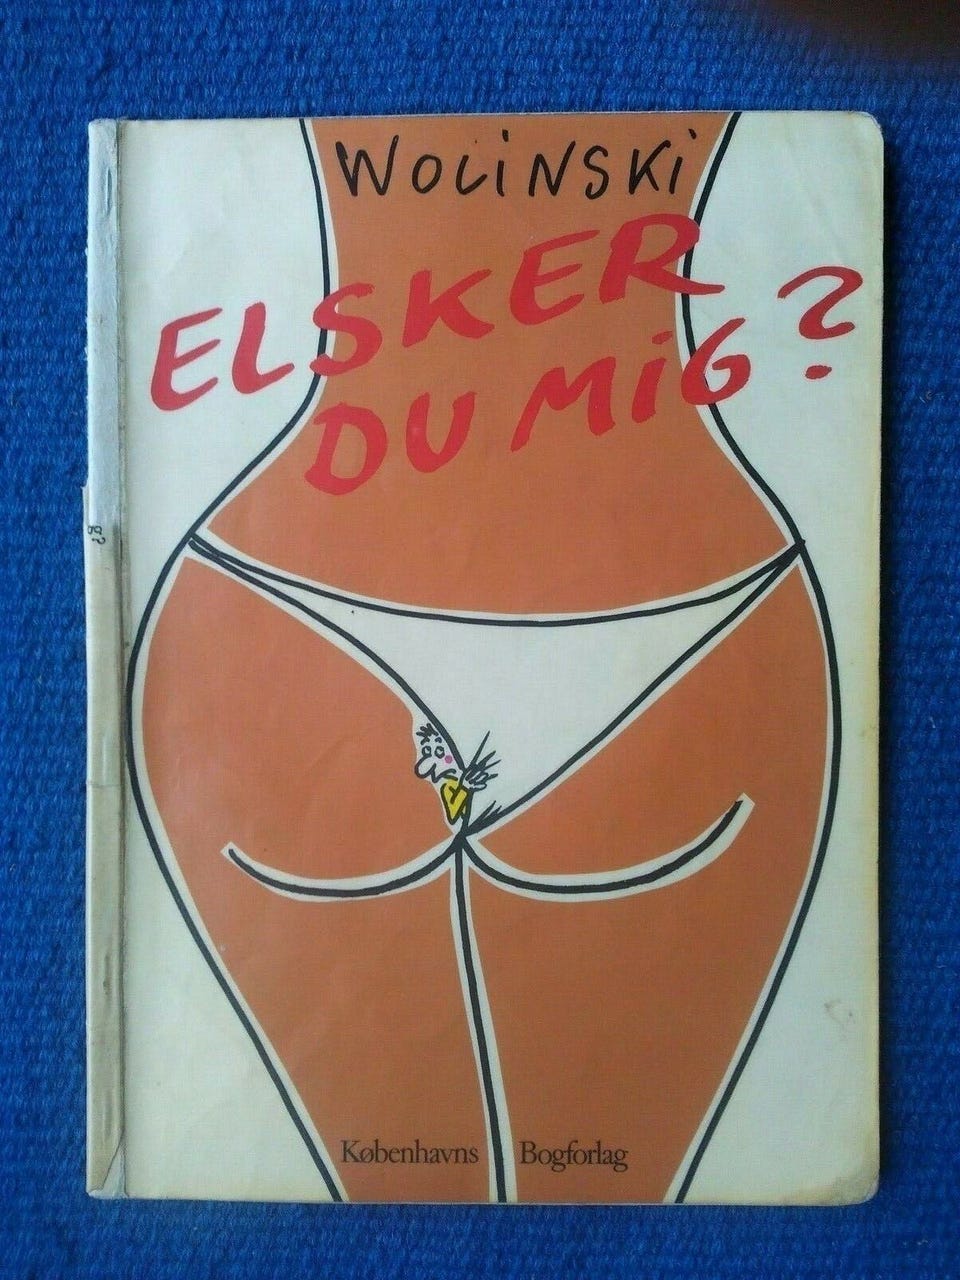 WOLiNSKi
ELSKER
DU MiG?
g?
Københavns Bogforlag